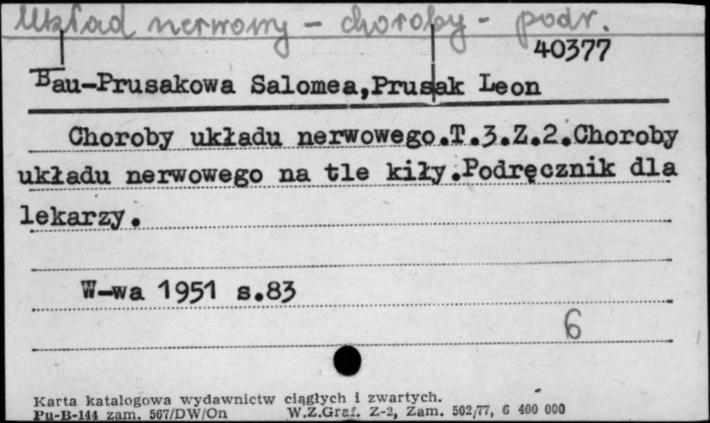 Układ nerwowy - choroby - podr.
40377
Bau-Prusakowa Salomea,Prusak Leon
Choroby układu nerwowego.T.3.Z.2.Choroby
układu nerwowego na tle kiły.Podręcznik dla
lekarzy.
W-wa 1951 s.83
6
Karta katalogowa wydawnictw ciągłych i zwartych.
Pu-B-144 zam. 567/DW/On W.Z.Graf. Z-2, Zam. 502/77, 6 400 000